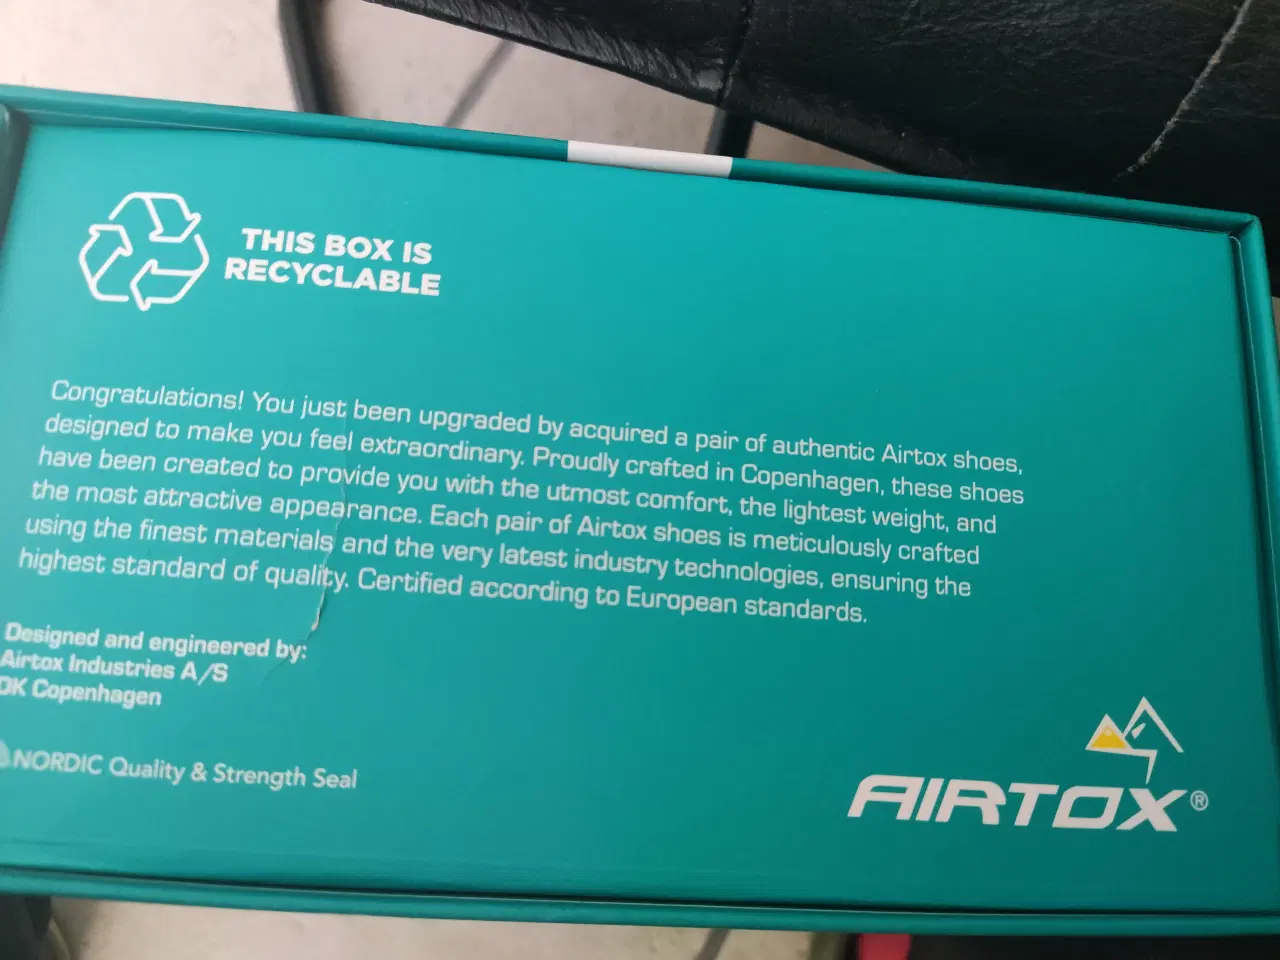 THIS BOX IS
RECYCLABLE
Congratulations! You just been upgraded by acquired a pair of authentic Airtox shoes,
designed to make you feel extraordinary. Proudly crafted in Copenhagen, these shoes
have been created to provide you with the utmost comfort, the lightest weight, and
the most attractive appearance. Each pair of Airtox shoes is meticulously crafted
using the finest materials and the very latest industry technologies, ensuring the
highest standard of quality. Certified according to European standards.
Designed and engineered by:
Airtox Industries A/S
DK Copenhagen
NORDIC Quality & Strength Seal
AIRTOX®